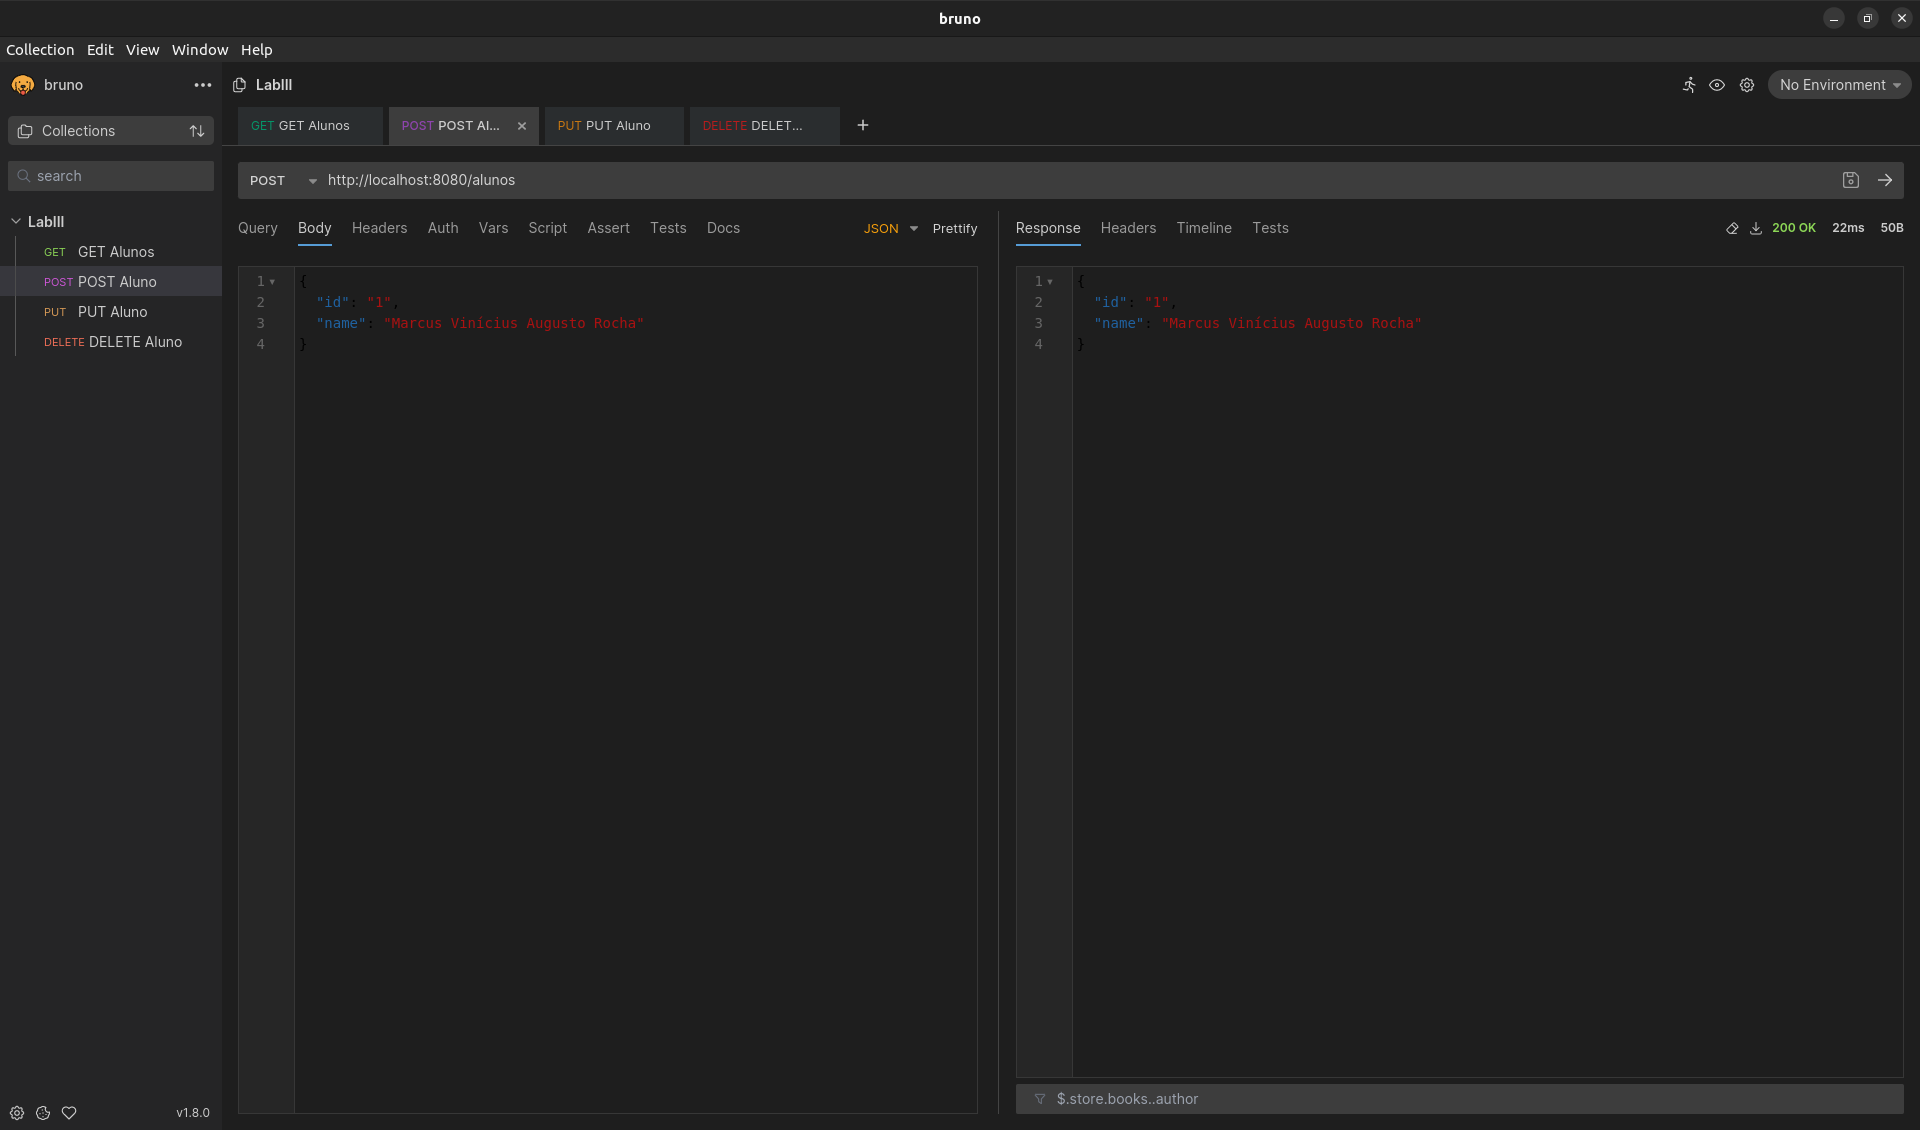 bruno
Collection Edit View Window Help
bruno
Collections
search
LabIII
GET GET Alunos
POST POST Aluno
PUT PUT Aluno
DELETE DELETE Aluno
v1.8.0
LabIII
No Environment
GET GET Alunos
POST POST Al...
PUT PUT Aluno
DELETE DELET...
POST http://localhost:8080/alunos
Query Body Headers Auth Vars Script Assert Tests Docs JSON Prettify
1 {
2 "id": "1",
3 "name": "Marcus Vinícius Augusto Rocha"
4 }
Response Headers Timeline Tests 200 OK 22ms 50B
1 {
2 "id": "1",
3 "name": "Marcus Vinícius Augusto Rocha"
4 }
$.store.books..author